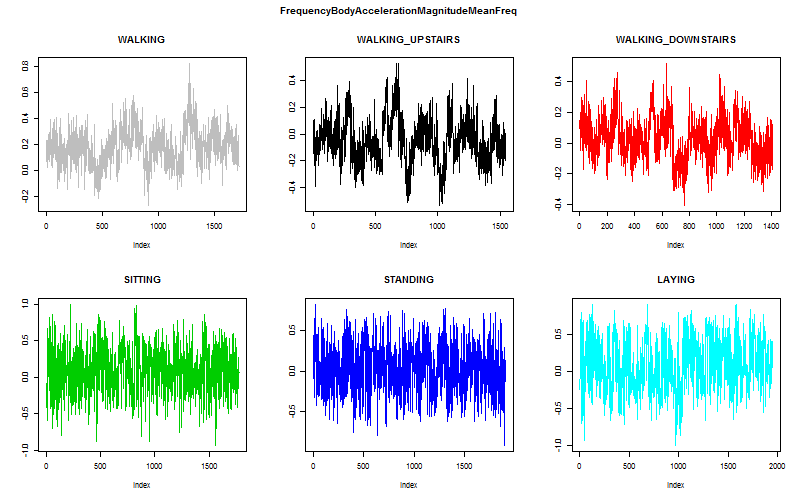 FrequencyBodyAccelerationMagnitudeMeanFreq
WALKING
WALKING_UPSTAIRS
WALKING_DOWNSTAIRS
0.8
0.6
0.4
0.2
0.0
-0.2
0.4
0.2
0.0
-0.2
-0.4
0.4
0.2
0.0
-0.2
-0.4
0 500 1000 1500
0 500 1000 1500
0 200 400 600 800 1000 1200 1400
Index
Index
Index
SITTING
STANDING
LAYING
1.0
0.5
0.0
-0.5
-1.0
0.5
0.0
-0.5
0.5
0.0
-0.5
-1.0
0 500 1000 1500
0 500 1000 1500
0 500 1000 1500 2000
Index
Index
Index